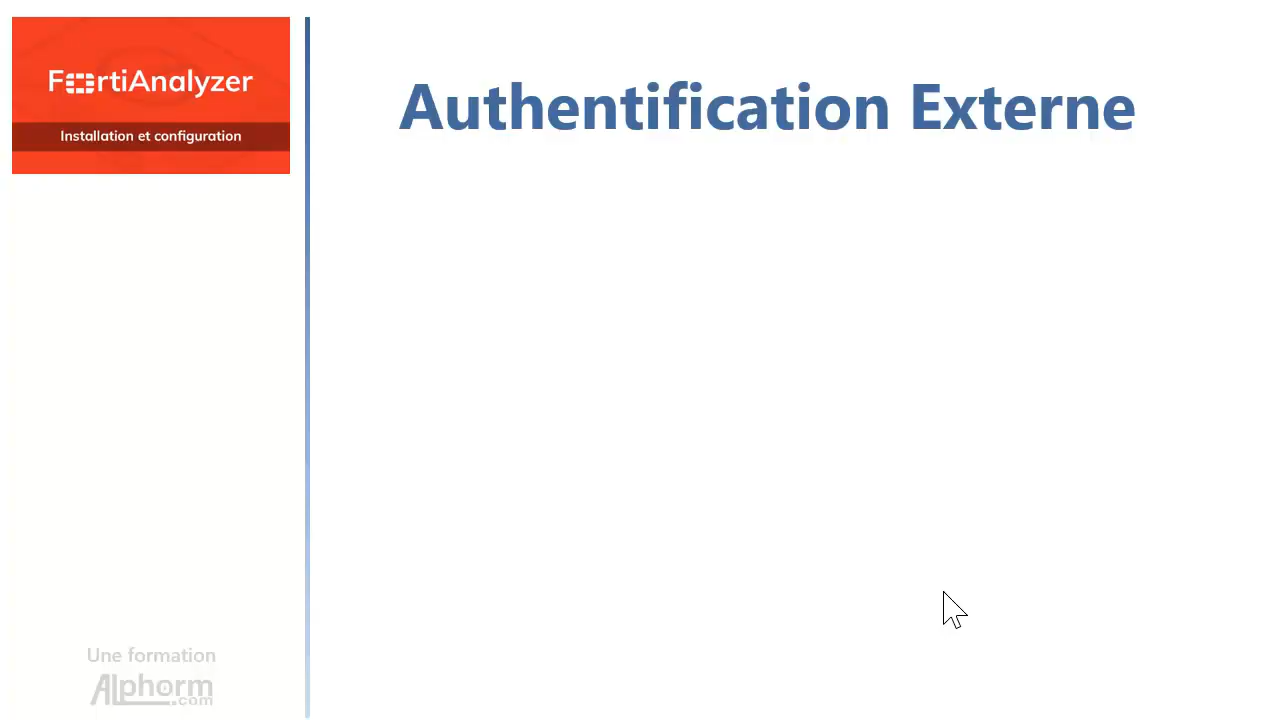 FortiAnalyzer
Installation et configuration
Authentification Externe
Une formation
Alphorm
.com